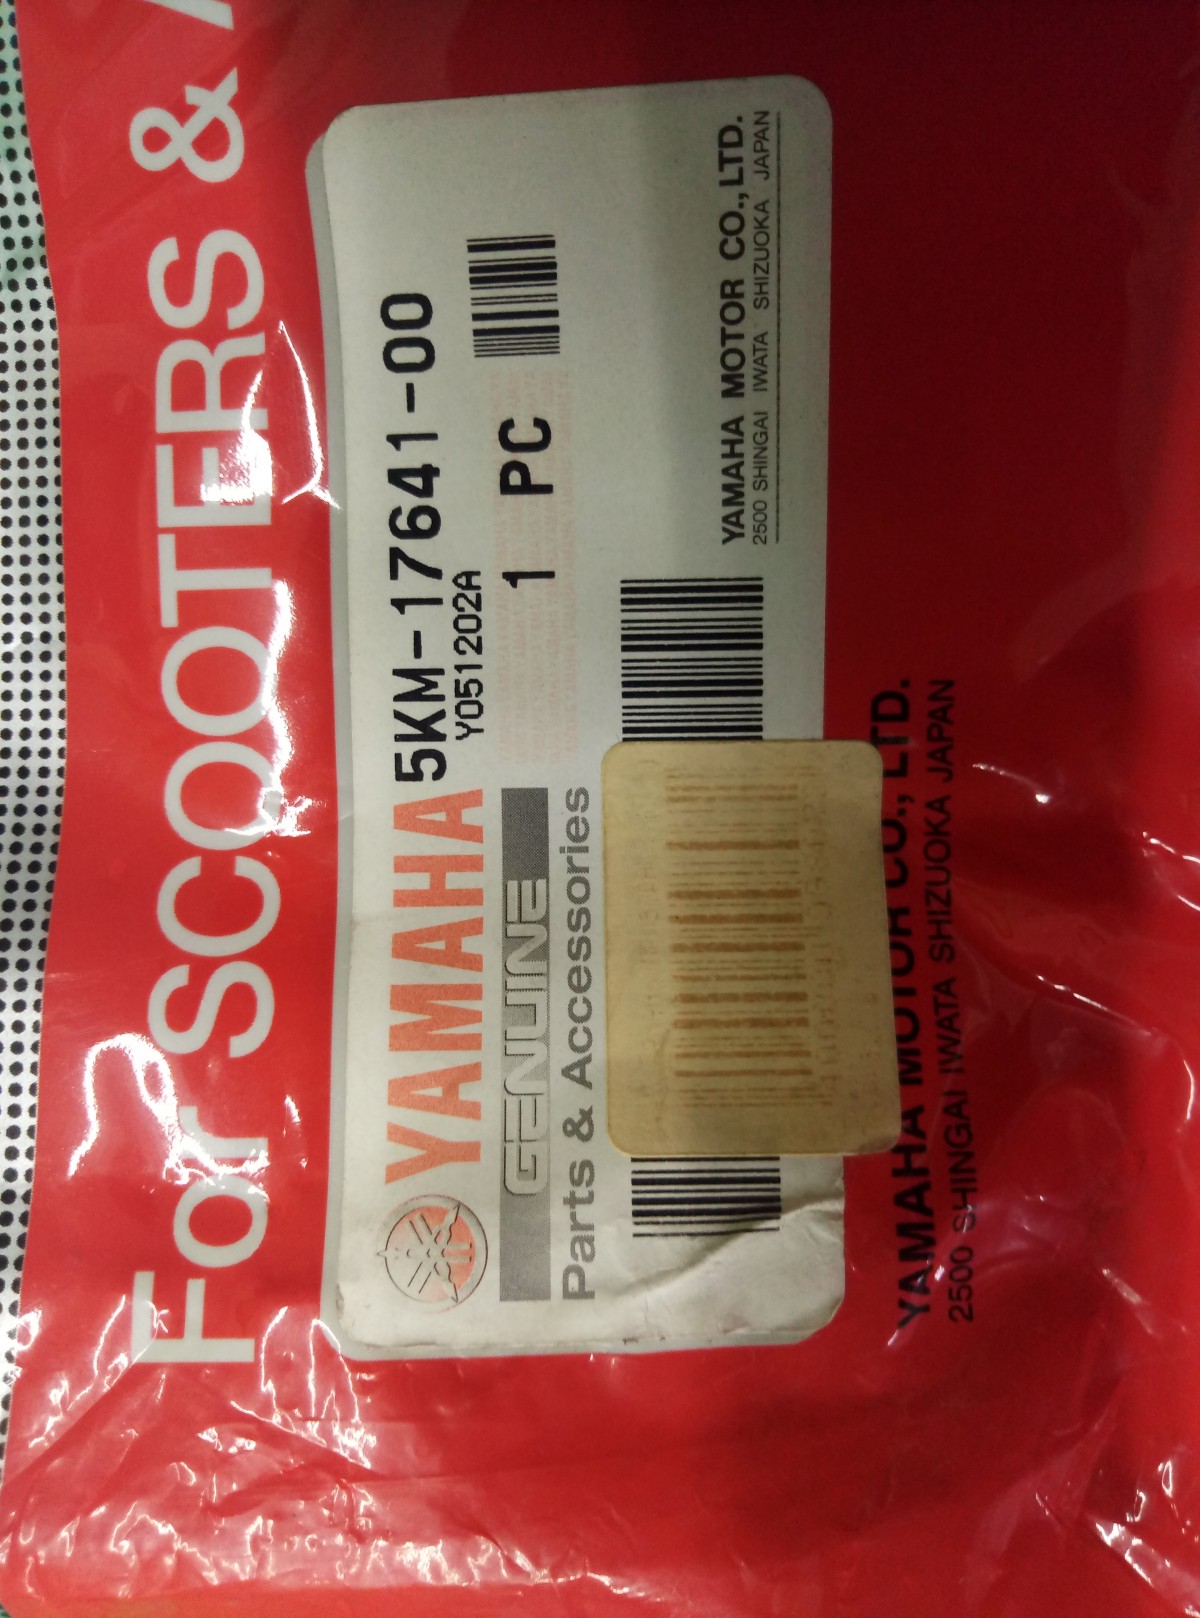 For SCOOTERS &
YAMAHA 5KM-17641-00
Y051202A
GENUINE 1 PC
Parts & Accessories
YAMAHA MOTOR CO., LTD.
2500 SHINGAI IWATA SHIZUOKA JAPAN
YAMAHA MOTOR CO., LTD.
2500 SHINGAI IWATA SHIZUOKA JAPAN